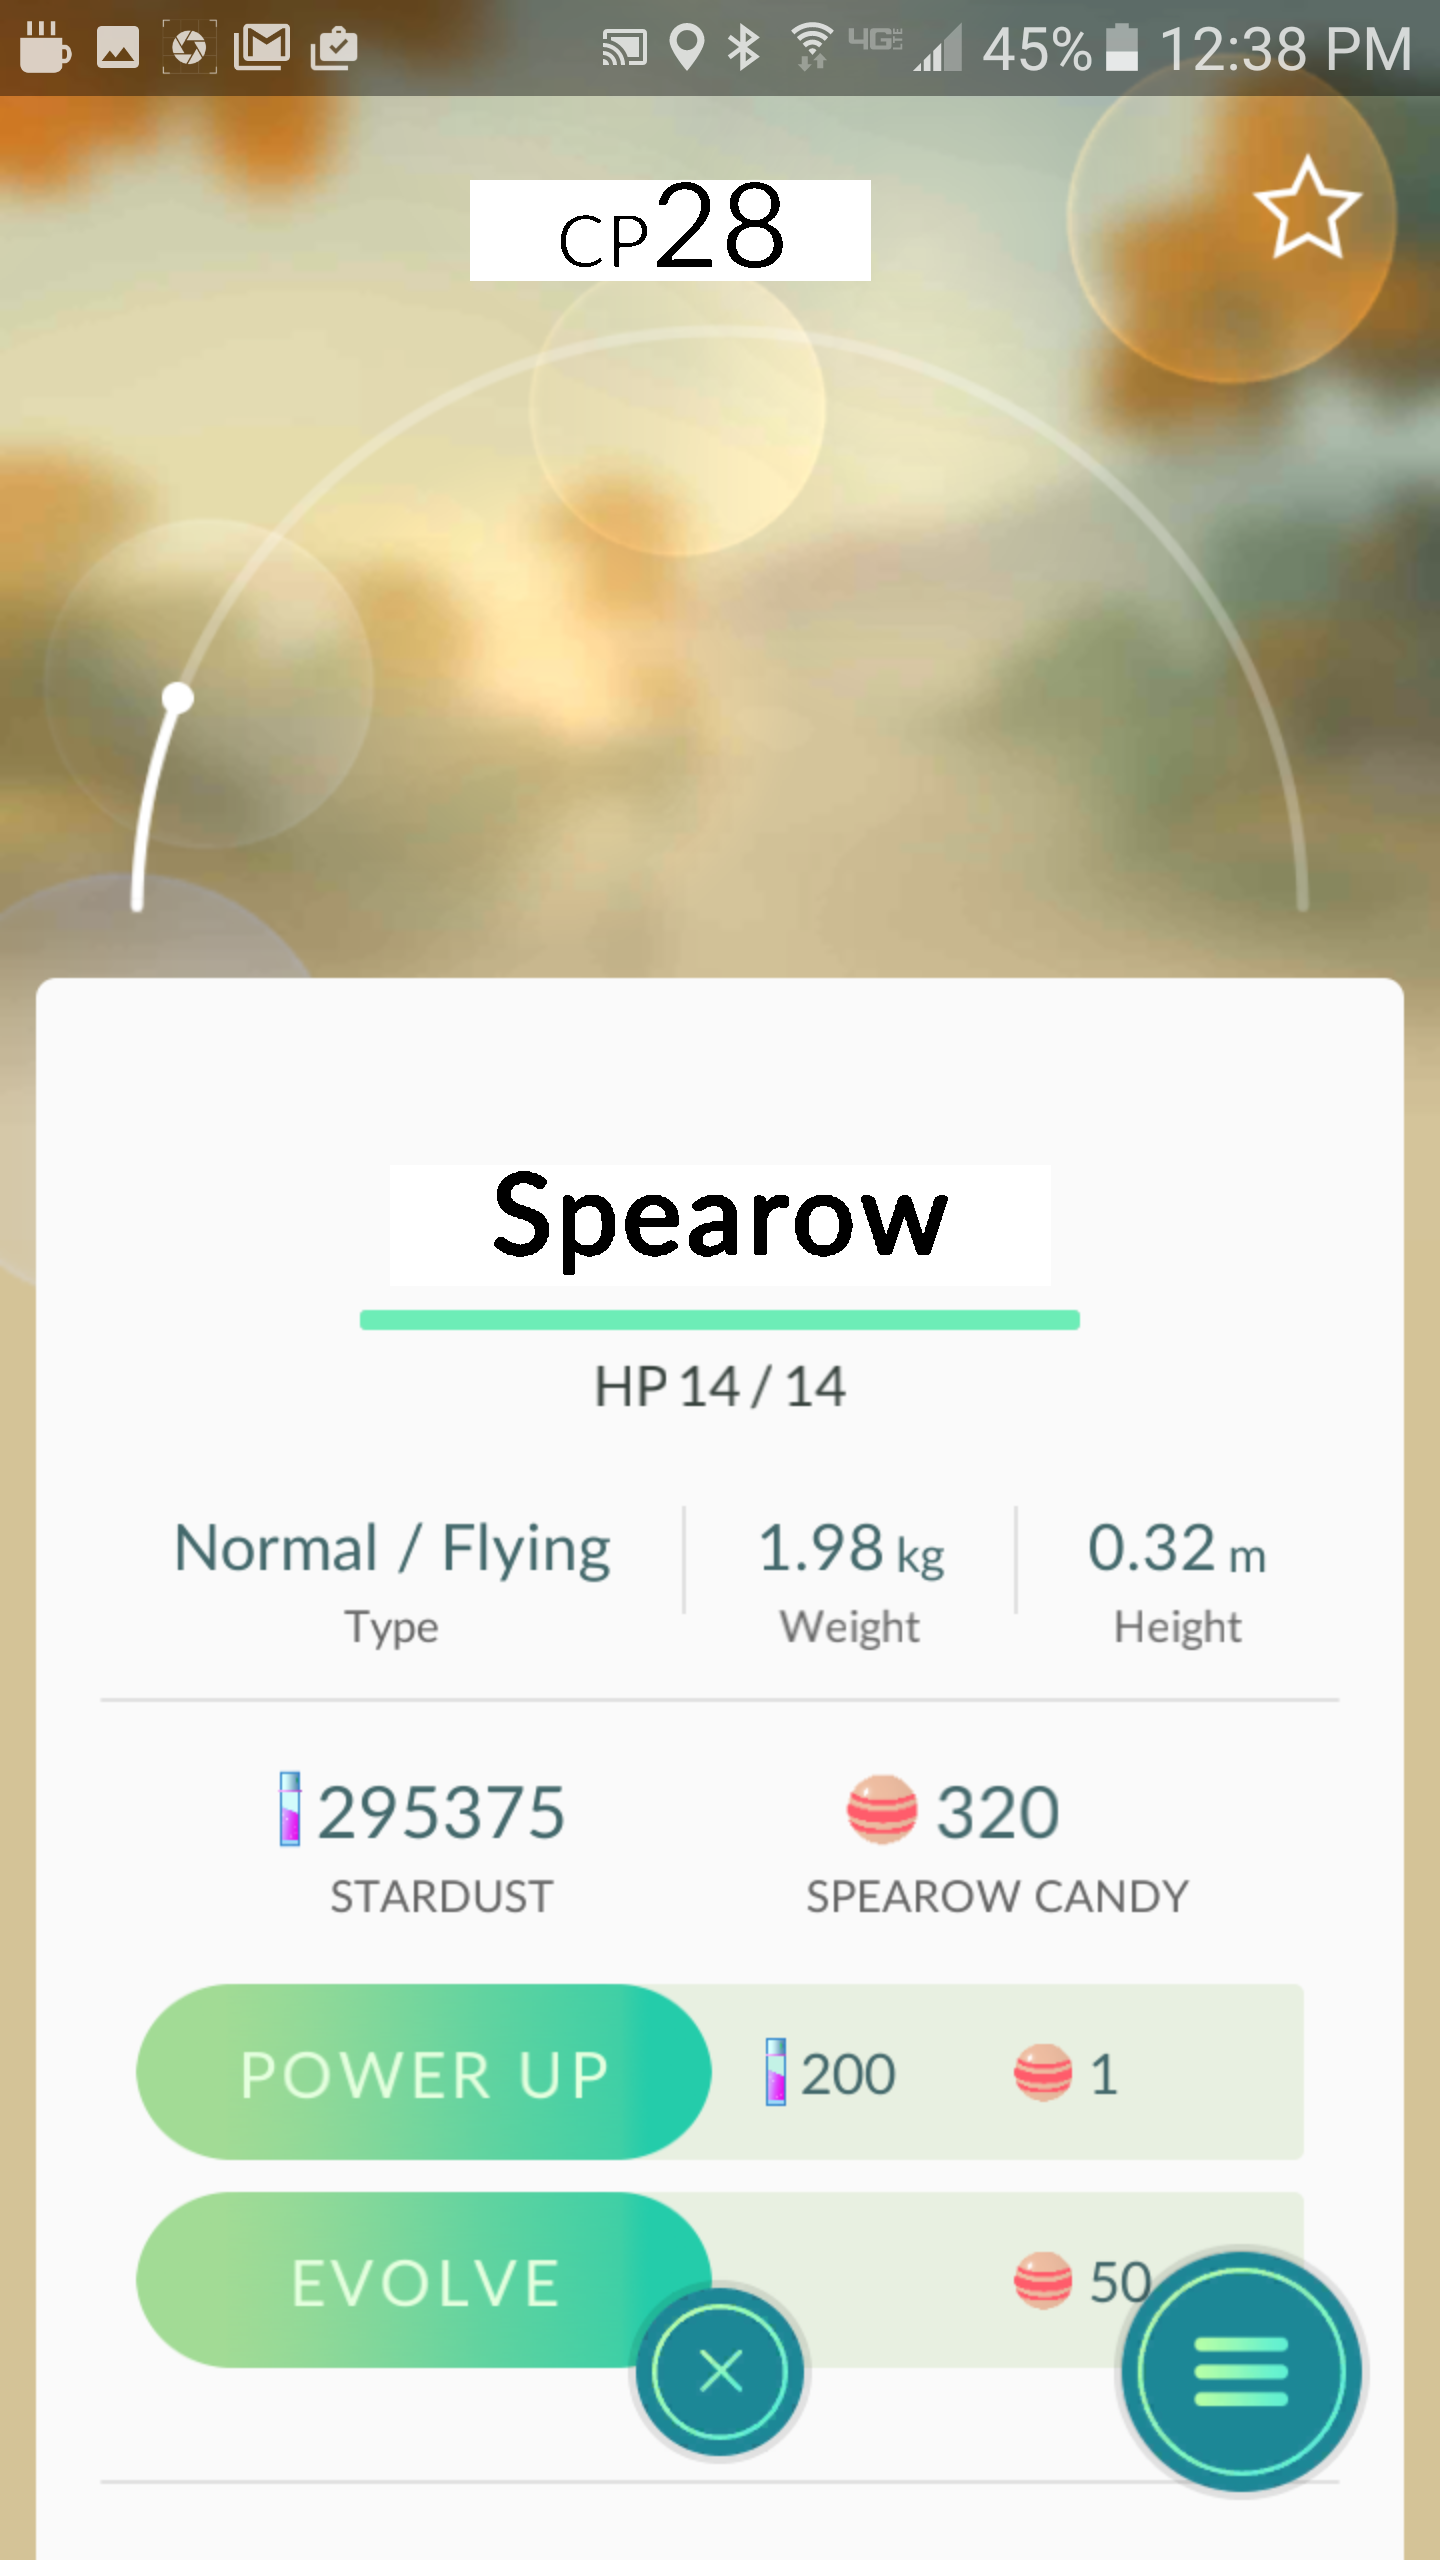 4G LTE 45% 12:38 PM
CP28
Spearow
HP 14 / 14
Normal / Flying 1.98 kg 0.32 m
Type Weight Height
295375 320
STARDUST SPEAROW CANDY
POWER UP 200 1
EVOLVE 50